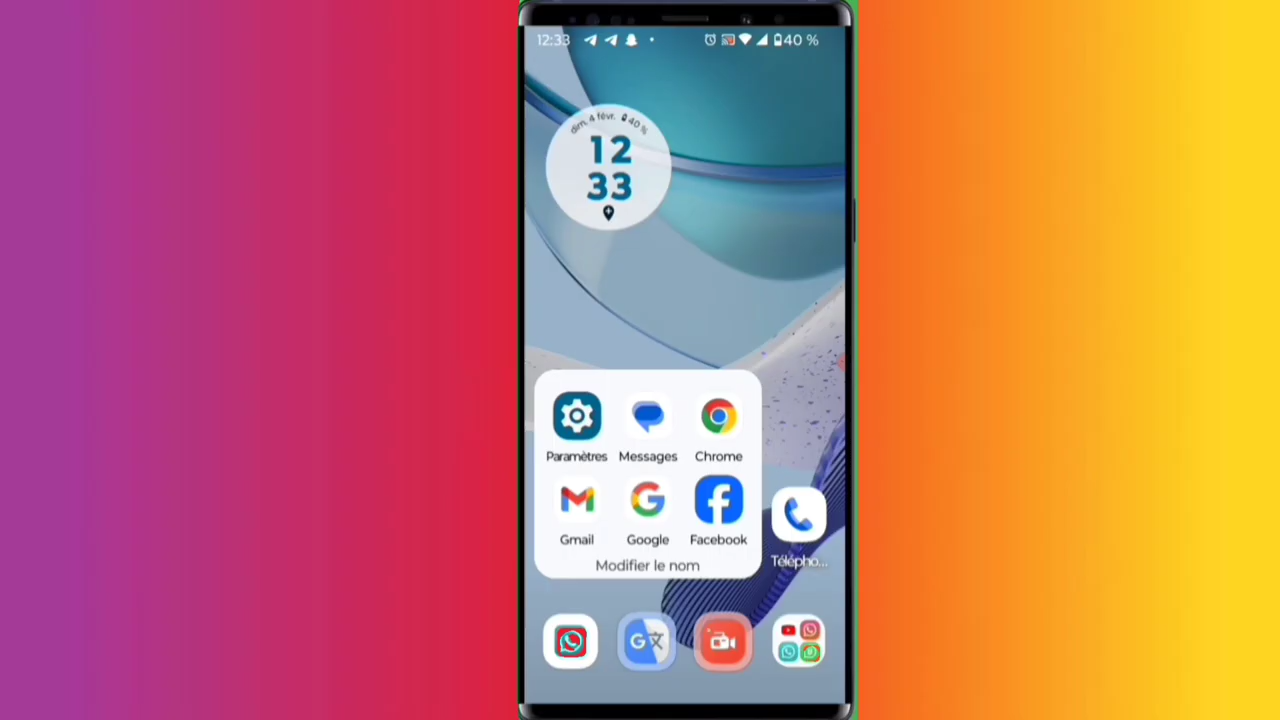 12:33 40 %
dim. 4 févr. 40 %
12
33
Paramètres Messages Chrome
Gmail Google Facebook
Modifier le nom
Télépho...